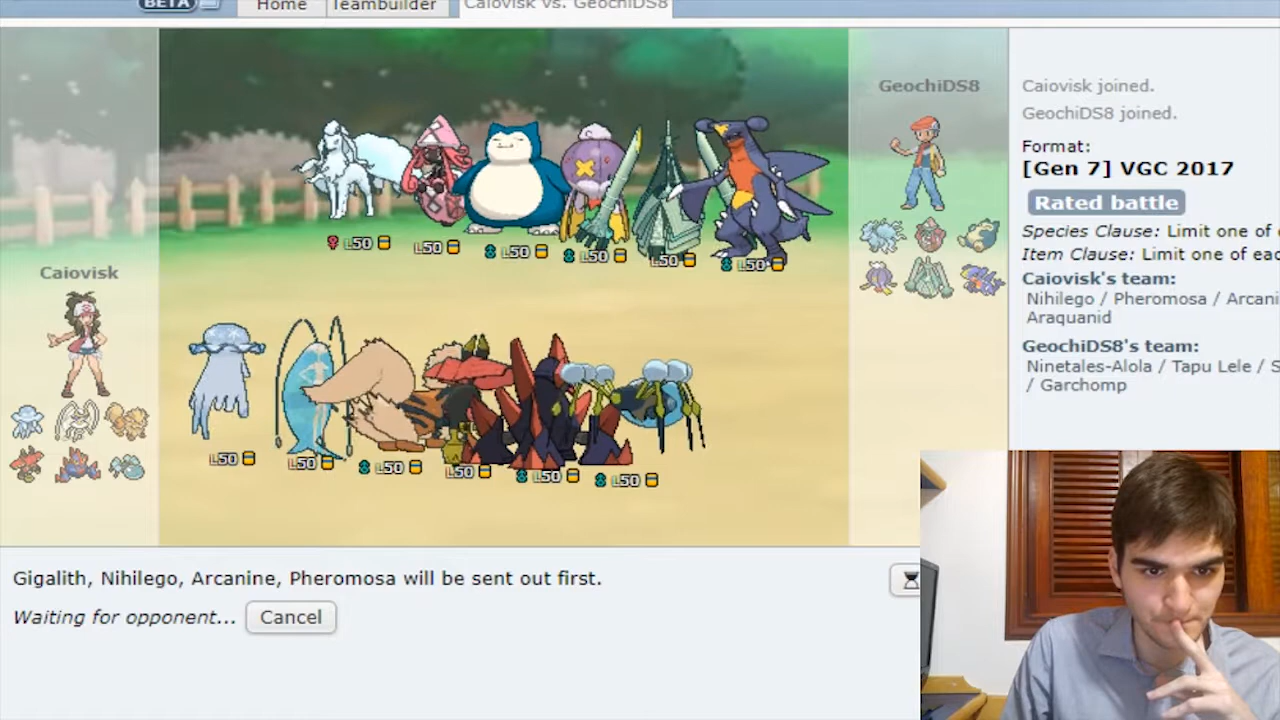 BETA
Home
Teambuilder
Caiovisk vs. GeochiDS8
GeochiDS8
Caiovisk
L50
L50
L50
L50
L50
L50
L50
L50
L50
L50
L50
L50
Caiovisk joined.
GeochiDS8 joined.
Format:
[Gen 7] VGC 2017
Rated battle
Species Clause: Limit one of
Item Clause: Limit one of
Caiovisk's team:
Nihilego / Pheromosa /
Araquanid
GeochiDS8's team:
Ninetales-Alola / Tapu Lele /
/ Garchomp
Gigalith, Nihilego, Arcanine, Pheromosa will be sent out first.
Waiting for opponent...
Cancel